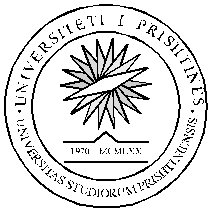 UNIVERSITETI I PRISHTINËS
1970 MCMLXX
UNIVERSITAS STUDIORUM PRISHTINIENSIS